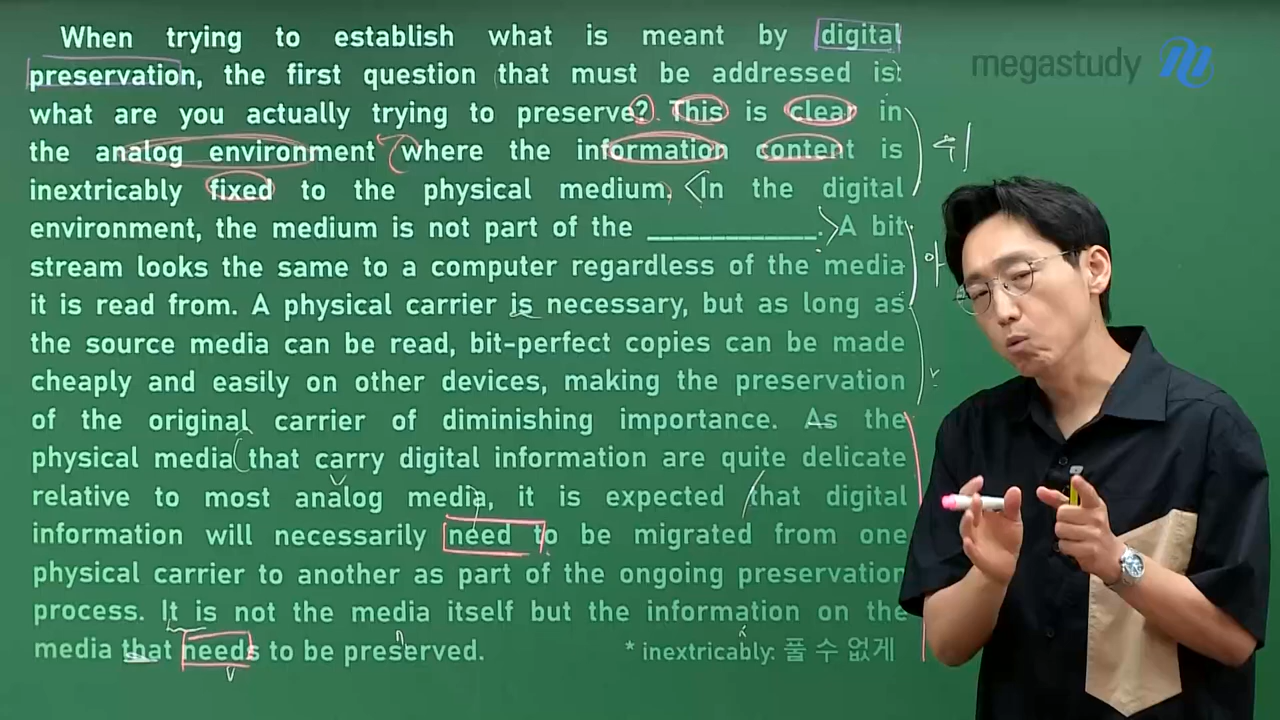 When trying to establish what is meant by digital
megastudy
preservation, the first question that must be addressed is:
what are you actually trying to preserve? This is clear in
the analog environment where the information content is
inextricably fixed to the physical medium. In the digital
environment, the medium is not part of the ____________. A bit
stream looks the same to a computer regardless of the media
it is read from. A physical carrier is necessary, but as long as
the source media can be read, bit-perfect copies can be made
cheaply and easily on other devices, making the preservation
of the original carrier of diminishing importance. As the
physical media that carry digital information are quite delicate
relative to most analog media, it is expected that digital
information will necessarily need to be migrated from one
physical carrier to another as part of the ongoing preservation
process. It is not the media itself but the information on the
media that needs to be preserved.
* inextricably: 풀 수 없게